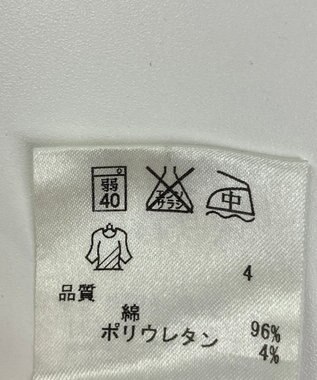 弱 エンソ 中
40 サラシ
4
品質
綿 96%
ポリウレタン 4%